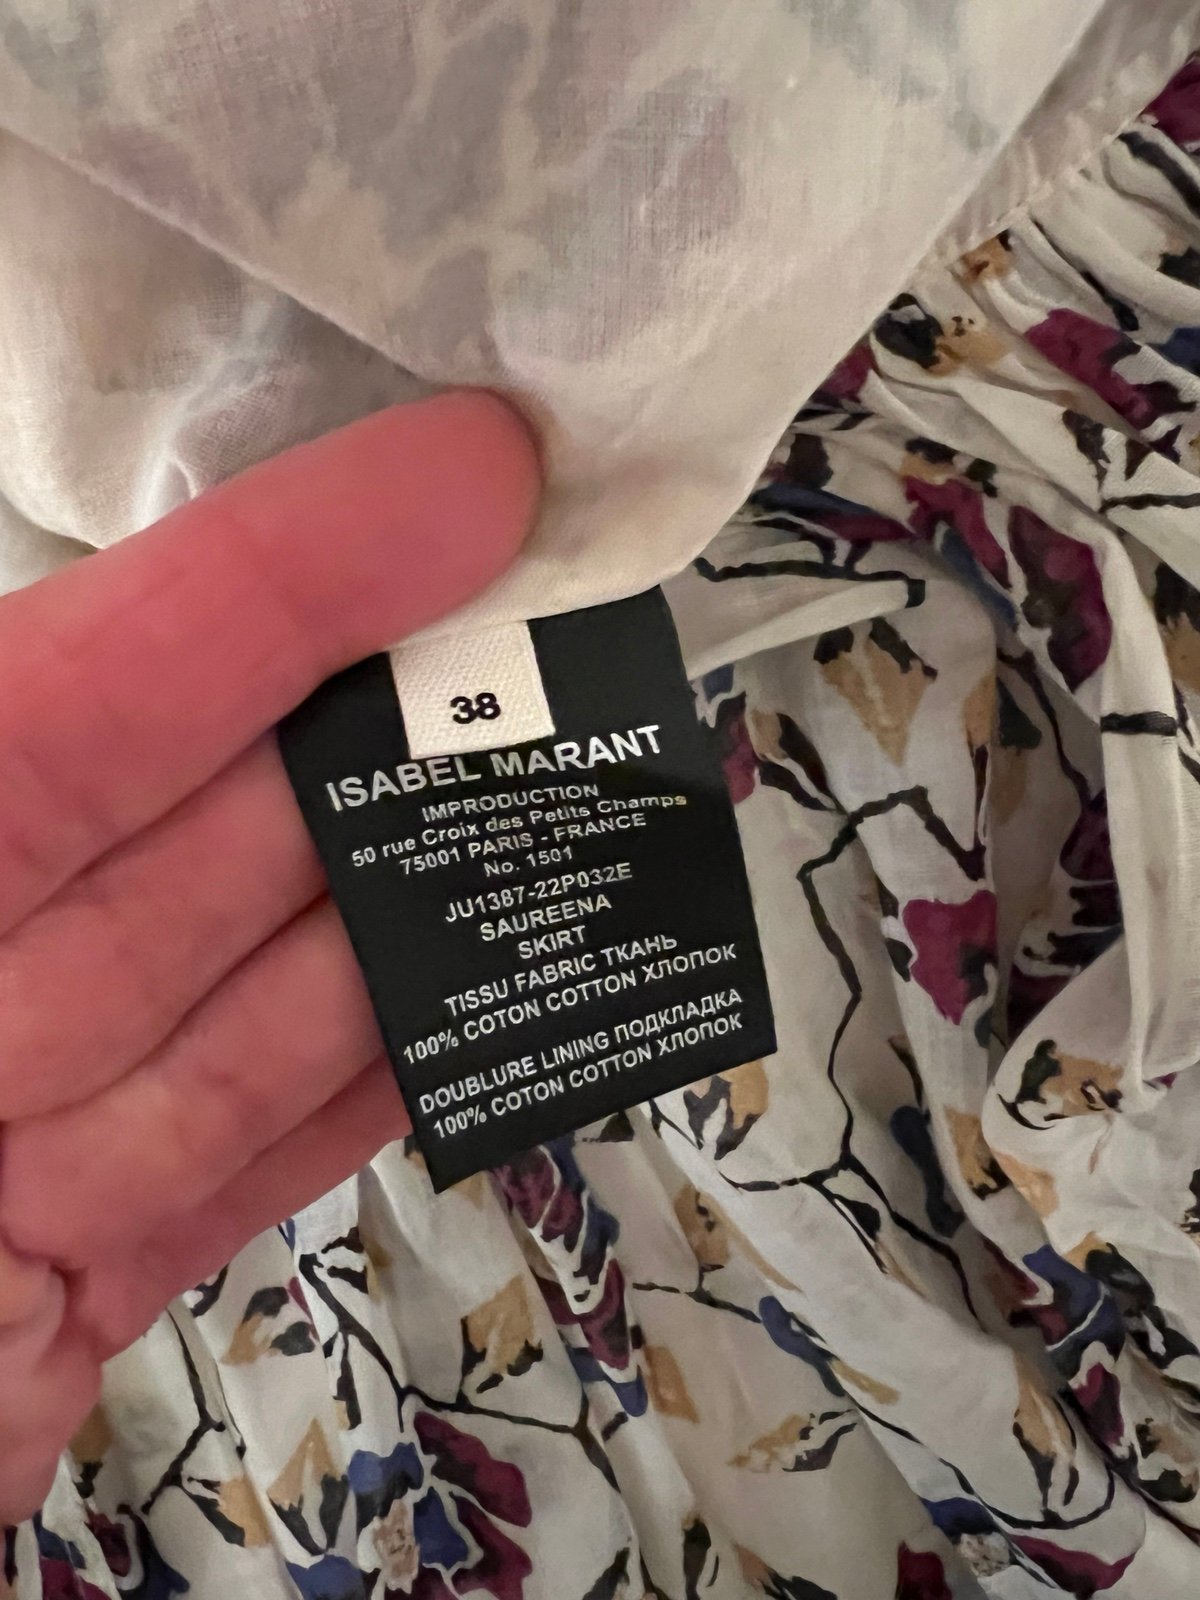 38
ISABEL MARANT
IMPRODUCTION
50 rue Croix des Petits Champs
75001 PARIS - FRANCE
No. 1501
JU1387-22P032E
SAUREENA
SKIRT
TISSU FABRIC ТКАНЬ
100% COTON COTTON ХЛОПОК
DOUBLURE LINING ПОДКЛАДКА
100% COTON COTTON ХЛОПОК